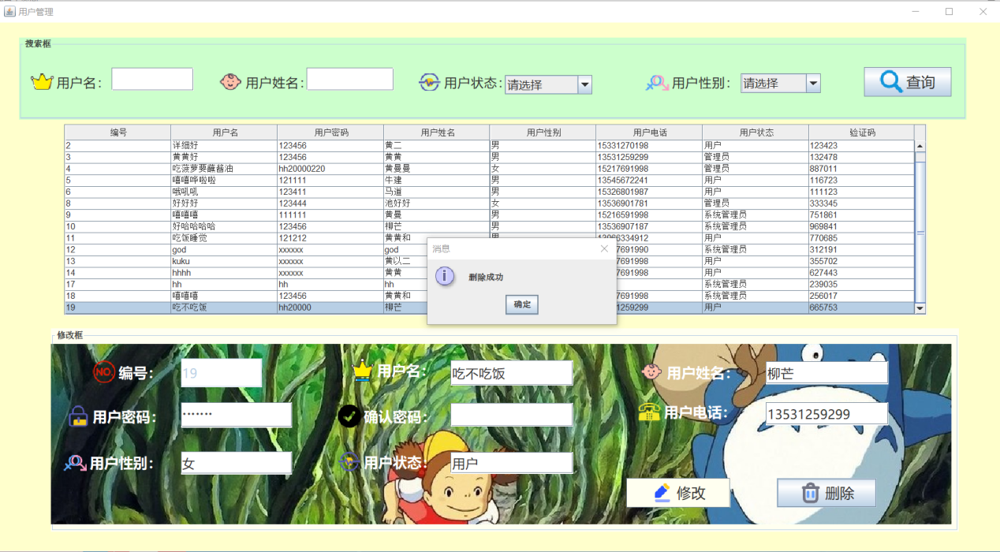 用户管理
搜索框
用户名: 用户姓名: 用户状态: 请选择 用户性别: 请选择 查询
编号 用户名 用户密码 用户姓名 用户性别 用户电话 用户状态 验证码
2 详细好 123456 黄二 男 15331270198 用户 123423
3 黄黄好 123456 黄黄 男 13531259299 管理员 132478
4 吃菠萝要蘸酱油 hh20000220 黄曼曼 女 15217691998 管理员 887011
5 嘻嘻哗啦啦 121111 牛建 男 13545672241 用户 116723
6 哦吼吼 123411 马道 男 15326801987 用户 111123
8 好好好 123444 池好好 女 13536901781 管理员 333345
9 嘻嘻嘻 111111 黄曼 男 15216591998 系统管理员 751861
10 好哈哈哈哈 123456 柳芒 男 13536907187 系统管理员 969841
11 吃饭睡觉 121212 黄黄和 用户 770685
12 god xxxxxx god 7691990 系统管理员 312191
13 kuku xxxxxx 黄以二 7691998 用户 355702
14 hhhh xxxxxx 黄黄 7691998 用户 627443
17 hh hh hh 系统管理员 239035
18 嘻嘻嘻 123456 黄黄和 7691998 系统管理员 256017
19 吃不吃饭 hh20000 柳芒 1259299 用户 665753
消息
删除成功
确定
修改框
NO 编号: 19 用户名: 吃不吃饭 用户姓名: 柳芒
用户密码: ••••••• 确认密码: 用户电话: 13531259299
用户性别: 女 用户状态: 用户
修改 删除